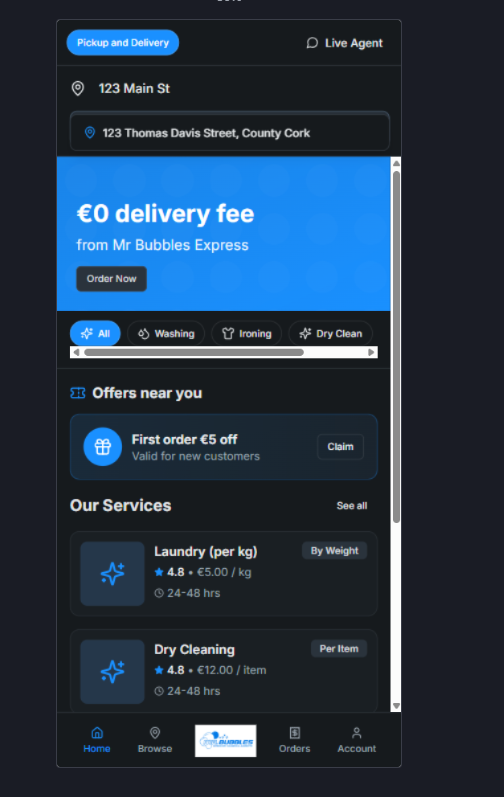 Pickup and Delivery
Live Agent
123 Main St
123 Thomas Davis Street, County Cork
€0 delivery fee
from Mr Bubbles Express
Order Now
All
Washing
Ironing
Dry Clean
Offers near you
First order €5 off
Valid for new customers
Claim
Our Services
See all
Laundry (per kg)
By Weight
4.8 • €5.00 / kg
24-48 hrs
Dry Cleaning
Per Item
4.8 • €12.00 / item
24-48 hrs
Home
Browse
BUBBLES
Orders
Account